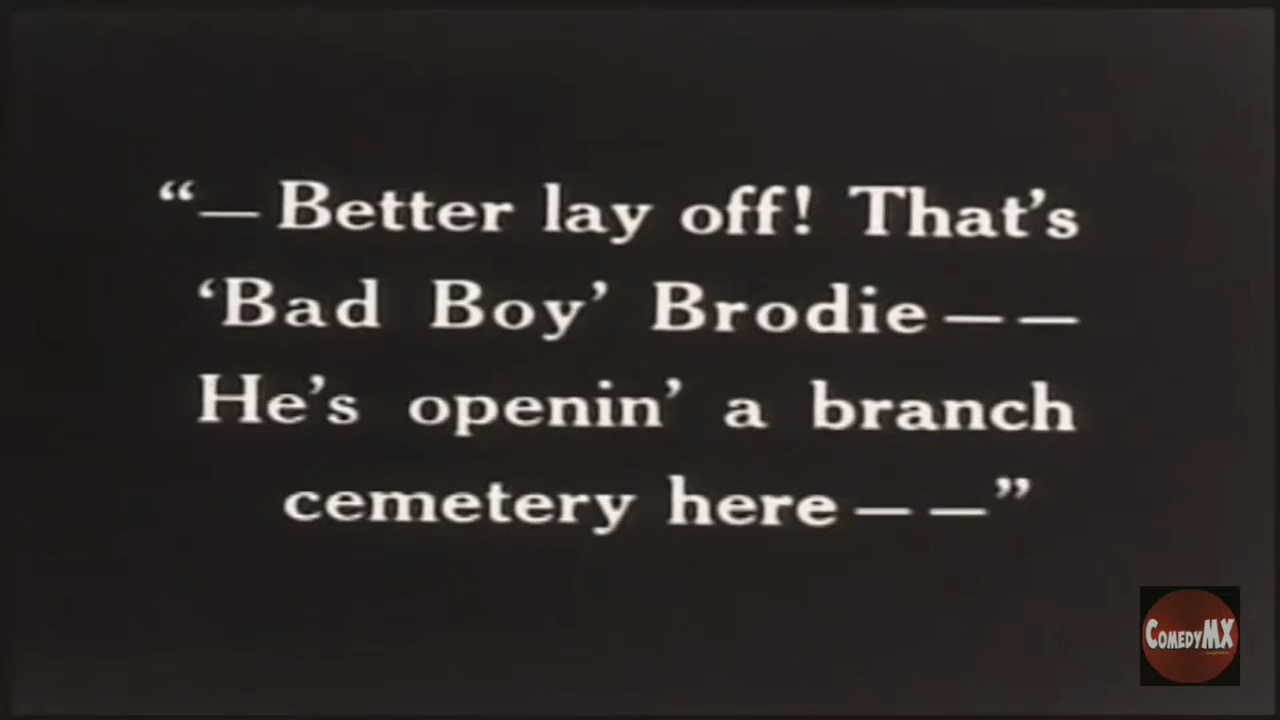 “—Better lay off! That’s
‘Bad Boy’ Brodie——
He’s openin’ a branch
cemetery here——”
COMEDYMX